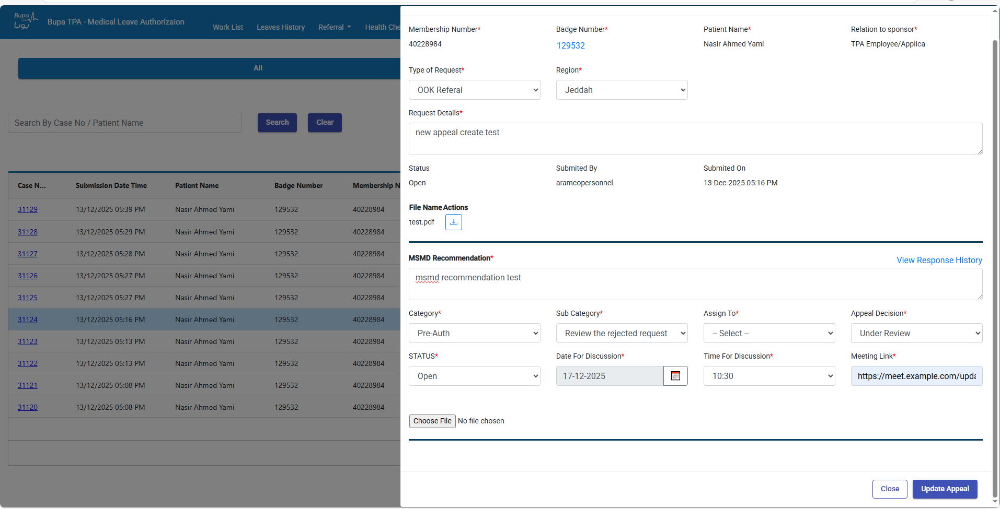 Bupa
بوبا
Bupa TPA - Medical Leave Authorizaion
Work List
Leaves History
Referral
Health Che
All
Search By Case No / Patient Name
Search
Clear
Case N... Submission Date Time Patient Name Badge Number Membership N
31129 13/12/2025 05:39 PM Nasir Ahmed Yami 129532 40228984
31128 13/12/2025 05:29 PM Nasir Ahmed Yami 129532 40228984
31127 13/12/2025 05:28 PM Nasir Ahmed Yami 129532 40228984
31126 13/12/2025 05:27 PM Nasir Ahmed Yami 129532 40228984
31125 13/12/2025 05:27 PM Nasir Ahmed Yami 129532 40228984
31124 13/12/2025 05:16 PM Nasir Ahmed Yami 129532 40228984
31123 13/12/2025 05:13 PM Nasir Ahmed Yami 129532 40228984
31122 13/12/2025 05:13 PM Nasir Ahmed Yami 129532 40228984
31121 13/12/2025 05:08 PM Nasir Ahmed Yami 129532 40228984
31120 13/12/2025 05:08 PM Nasir Ahmed Yami 129532 40228984
Membership Number* Badge Number* Patient Name* Relation to sponsor*
40228984 129532 Nasir Ahmed Yami TPA Employee/Applica
Type of Request* Region*
OOK Referal Jeddah
Request Details*
new appeal create test
Status Submited By Submited On
Open aramcopersonnel 13-Dec-2025 05:16 PM
File Name Actions
test.pdf
MSMD Recommendation*
View Response History
msmd recommendation test
Category* Sub Category* Assign To* Appeal Decision*
Pre-Auth Review the rejected request -- Select -- Under Review
STATUS* Date For Discussion* Time For Discussion* Meeting Link*
Open 17-12-2025 10:30 https://meet.example.com/upda
Choose File No file chosen
Close
Update Appeal